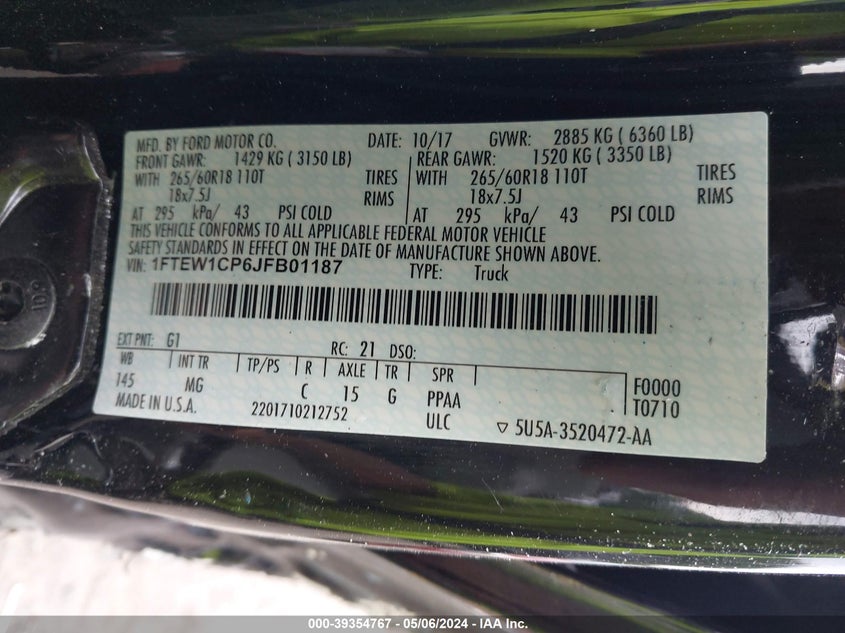 MFD. BY FORD MOTOR CO. DATE: 10/17 GVWR: 2885 KG ( 6360 LB)
FRONT GAWR: 1429 KG ( 3150 LB) REAR GAWR: 1520 KG ( 3350 LB)
WITH 265/60R18 110T TIRES WITH 265/60R18 110T TIRES
18x7.5J RIMS 18x7.5J RIMS
AT 295 kPa/ 43 PSI COLD AT 295 kPa/ 43 PSI COLD
THIS VEHICLE CONFORMS TO ALL APPLICABLE FEDERAL MOTOR VEHICLE
SAFETY STANDARDS IN EFFECT ON THE DATE OF MANUFACTURE SHOWN ABOVE.
VIN: 1FTEW1CP6JFB01187 TYPE: Truck
EXT PNT: G1 RC: 21 DSO:
WB INT TR TP/PS R AXLE TR SPR F0000
145 MG C 15 G PPAA T0710
MADE IN U.S.A. 2201710212752 ULC ▽ 5U5A-3520472-AA
000-39354767 - 05/06/2024 - IAA Inc.